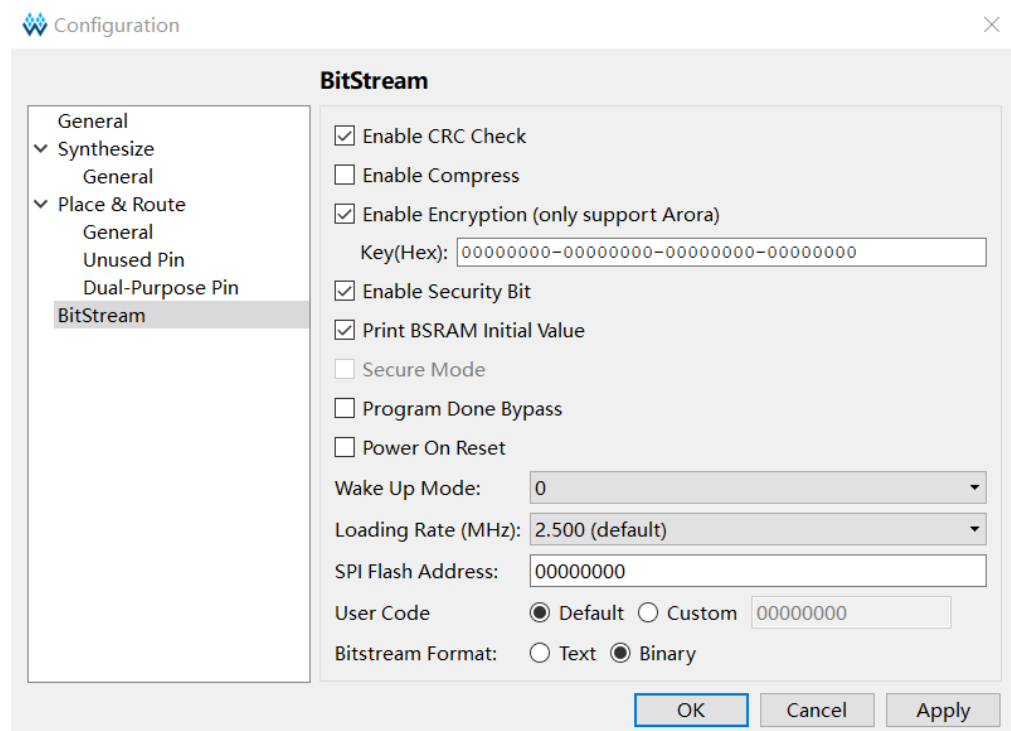 Configuration
BitStream
General
Synthesize
General
Place & Route
General
Unused Pin
Dual-Purpose Pin
BitStream
Enable CRC Check
Enable Compress
Enable Encryption (only support Arora)
Key(Hex): 00000000-00000000-00000000-00000000
Enable Security Bit
Print BSRAM Initial Value
Secure Mode
Program Done Bypass
Power On Reset
Wake Up Mode: 0
Loading Rate (MHz): 2.500 (default)
SPI Flash Address: 00000000
User Code Default Custom 00000000
Bitstream Format: Text Binary
OK Cancel Apply